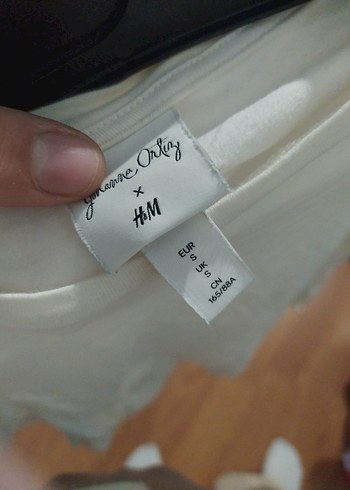 Johanna Ortiz
×
H&M
EUR
S
UK
S
CN
165/88A